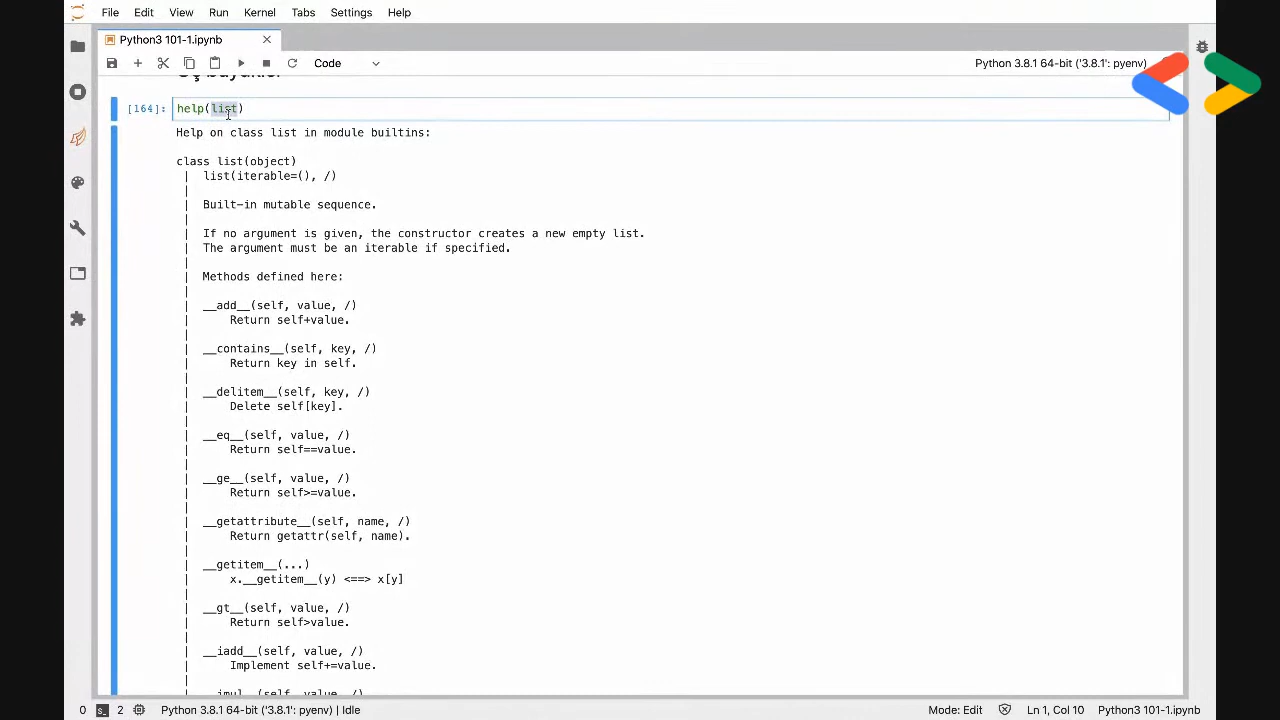 File Edit View Run Kernel Tabs Settings Help
Python3 101-1.ipynb
Code
Python 3.8.1 64-bit ('3.8.1': pyenv)
Üç büyükler
[164]: help(list)
Help on class list in module builtins:
class list(object)
| list(iterable=(), /)
|
| Built-in mutable sequence.
|
| If no argument is given, the constructor creates a new empty list.
| The argument must be an iterable if specified.
|
| Methods defined here:
|
| __add__(self, value, /)
| Return self+value.
|
| __contains__(self, key, /)
| Return key in self.
|
| __delitem__(self, key, /)
| Delete self[key].
|
| __eq__(self, value, /)
| Return self==value.
|
| __ge__(self, value, /)
| Return self>=value.
|
| __getattribute__(self, name, /)
| Return getattr(self, name).
|
| __getitem__(...)
| x.__getitem__(y) <==> x[y]
|
| __gt__(self, value, /)
| Return self>value.
|
| __iadd__(self, value, /)
| Implement self+=value.
|
| __imul__(self, value, /)
0 2 Python 3.8.1 64-bit ('3.8.1': pyenv) | Idle Mode: Edit Ln 1, Col 10 Python3 101-1.ipynb